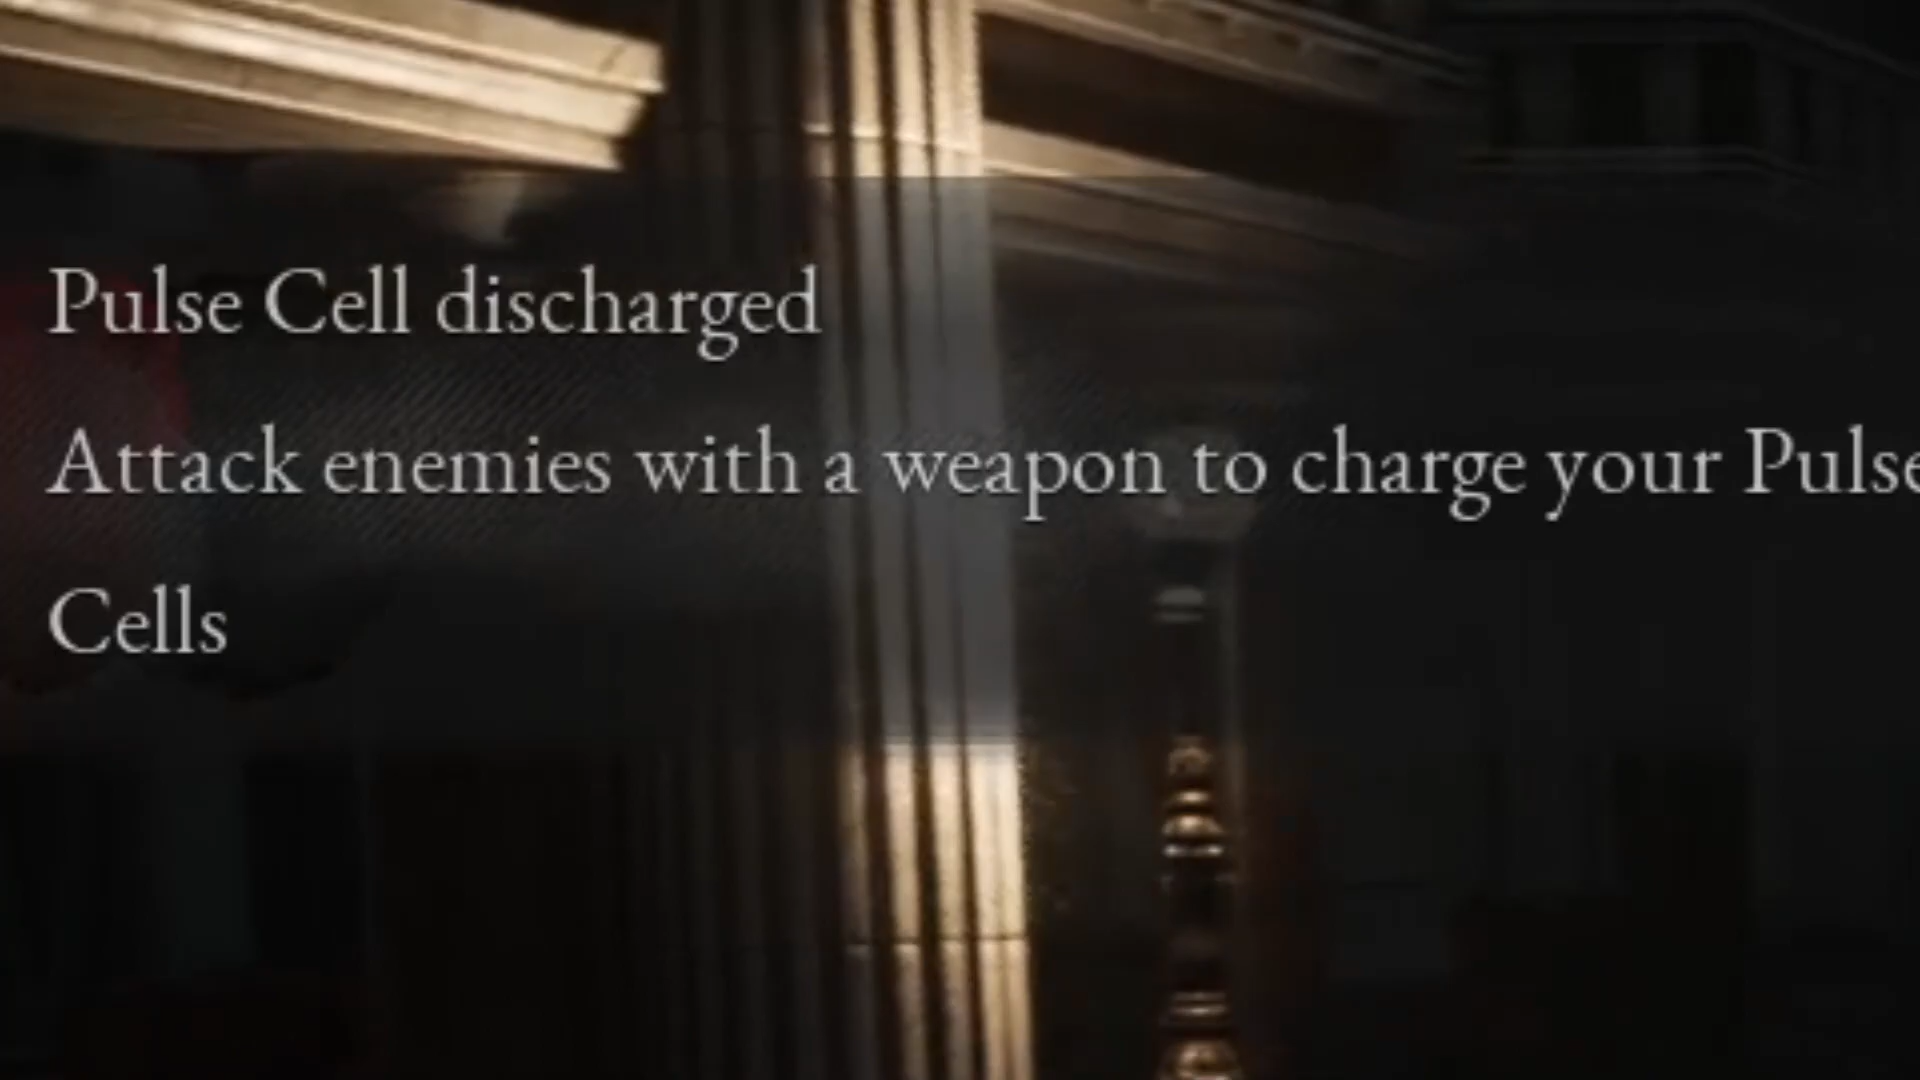 Pulse Cell discharged
Attack enemies with a weapon to charge your Pulse
Cells